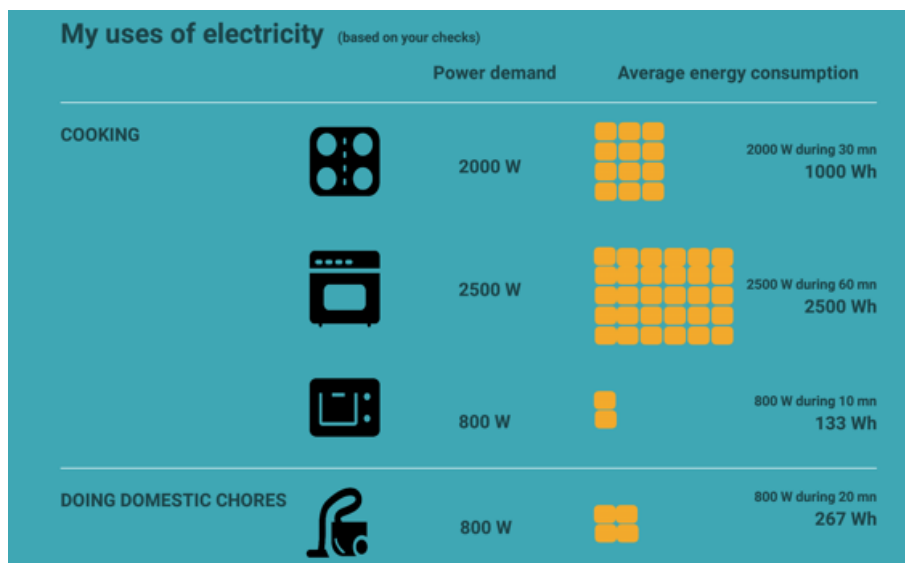 My uses of electricity (based on your checks)
Power demand Average energy consumption
COOKING
2000 W
2000 W during 30 mn
1000 Wh
2500 W
2500 W during 60 mn
2500 Wh
800 W
800 W during 10 mn
133 Wh
DOING DOMESTIC CHORES
800 W
800 W during 20 mn
267 Wh